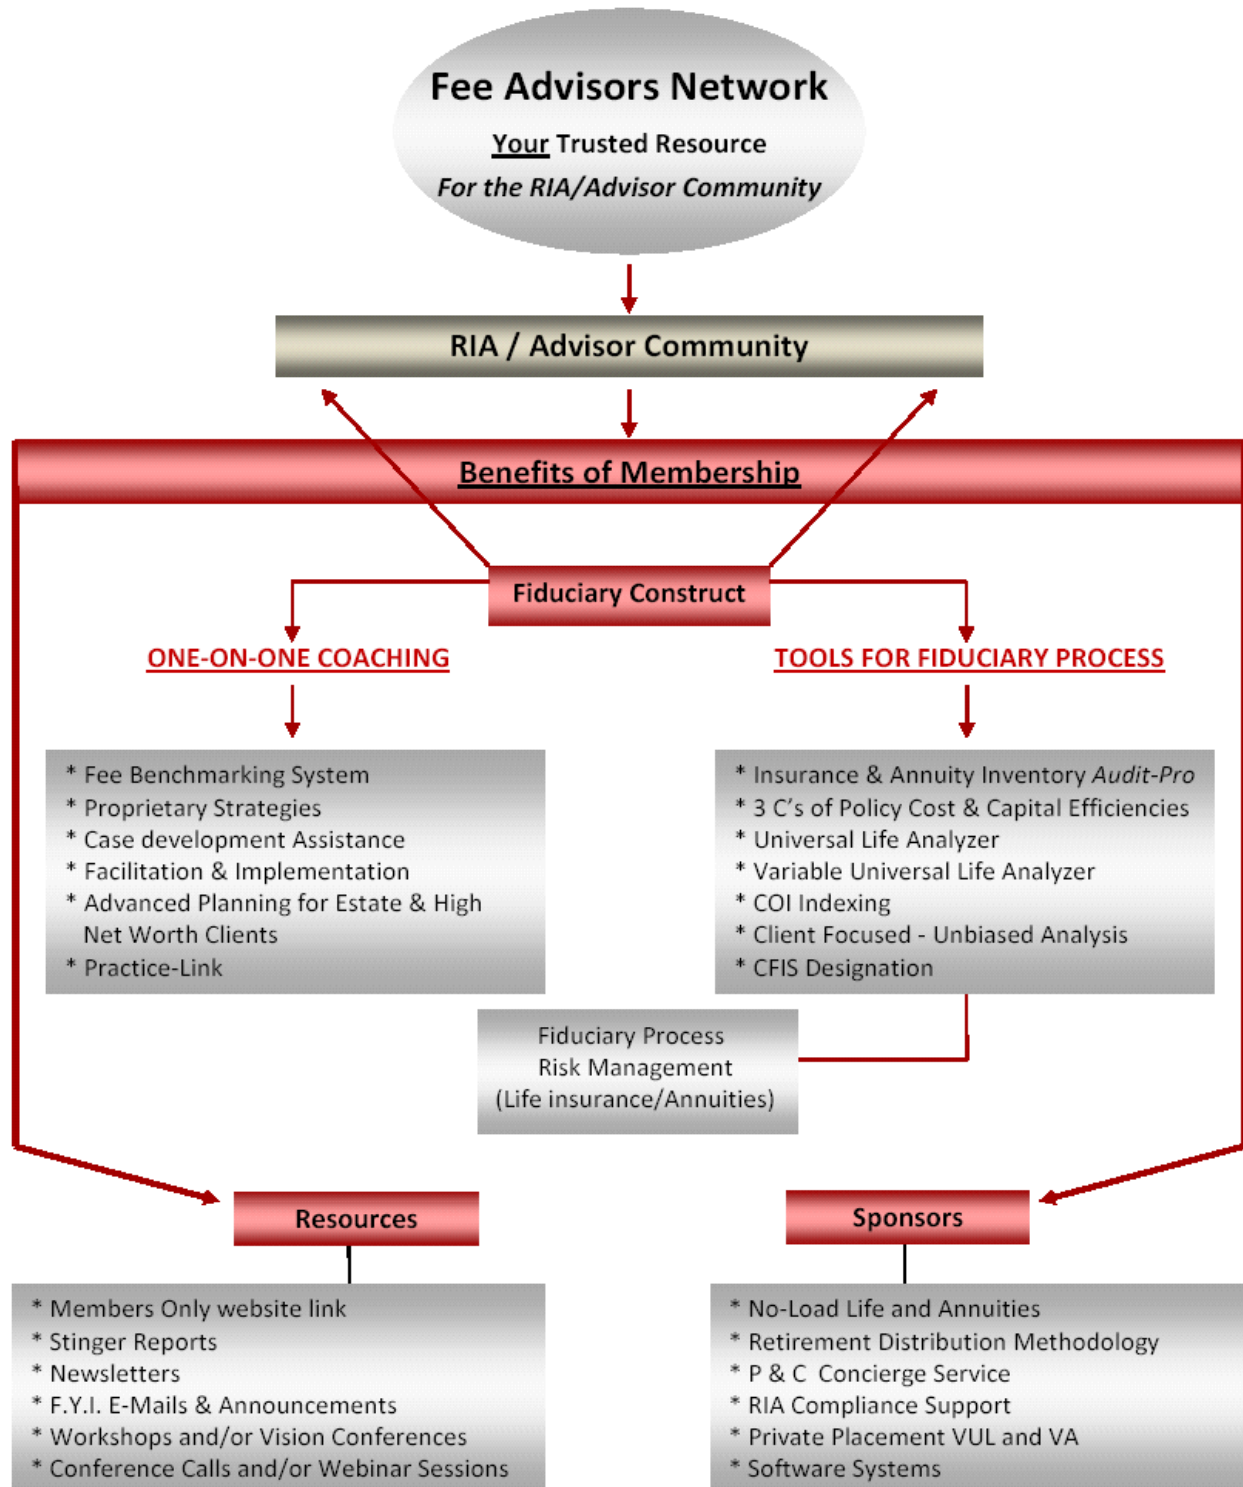 Fee Advisors Network
Your Trusted Resource
For the RIA/Advisor Community
RIA / Advisor Community
Benefits of Membership
Fiduciary Construct
ONE-ON-ONE COACHING
* Fee Benchmarking System
* Proprietary Strategies
* Case development Assistance
* Facilitation & Implementation
* Advanced Planning for Estate & High
Net Worth Clients
* Practice-Link
TOOLS FOR FIDUCIARY PROCESS
* Insurance & Annuity Inventory Audit-Pro
* 3 C's of Policy Cost & Capital Efficiencies
* Universal Life Analyzer
* Variable Universal Life Analyzer
* COI Indexing
* Client Focused - Unbiased Analysis
* CFIS Designation
Fiduciary Process
Risk Management
(Life insurance/Annuities)
Resources
* Members Only website link
* Stinger Reports
* Newsletters
* F.Y.I. E-Mails & Announcements
* Workshops and/or Vision Conferences
* Conference Calls and/or Webinar Sessions
Sponsors
* No-Load Life and Annuities
* Retirement Distribution Methodology
* P & C Concierge Service
* RIA Compliance Support
* Private Placement VUL and VA
* Software Systems